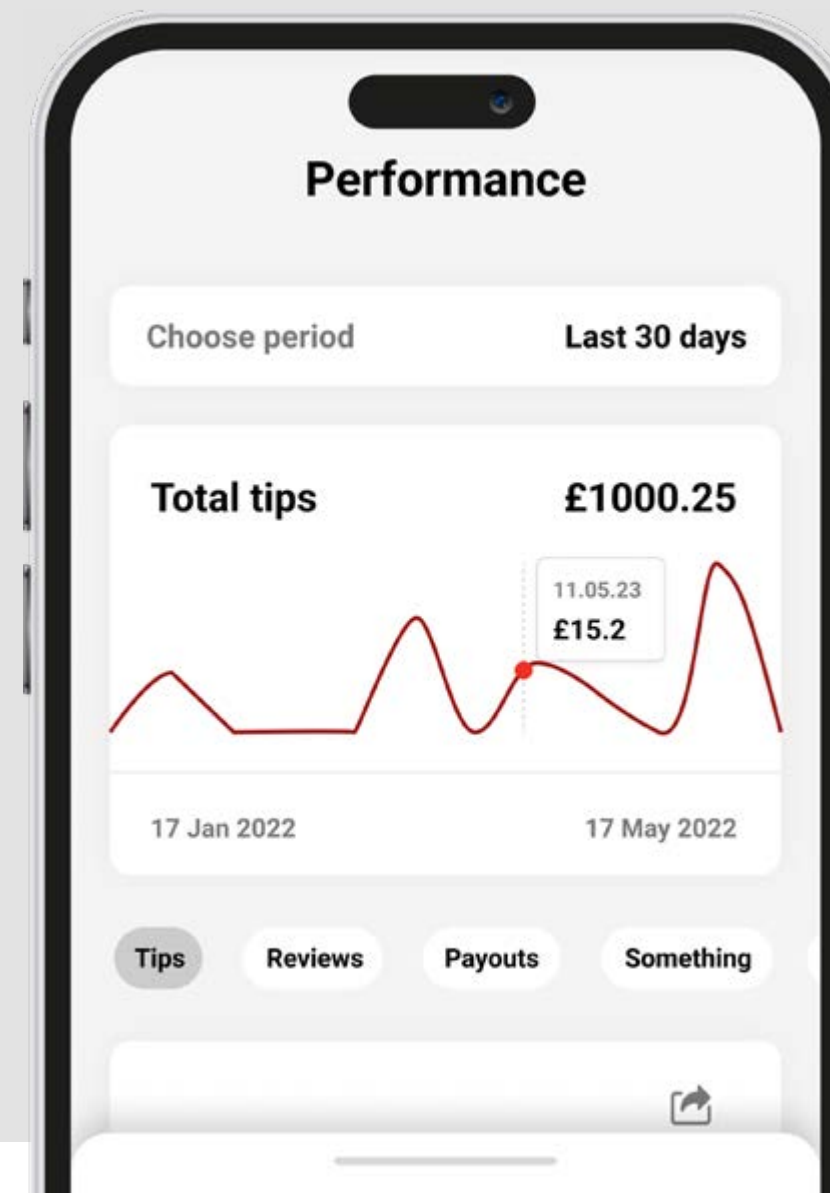 Performance
Choose period Last 30 days
Total tips £1000.25
11.05.23
£15.2
17 Jan 2022 17 May 2022
Tips Reviews Payouts Something